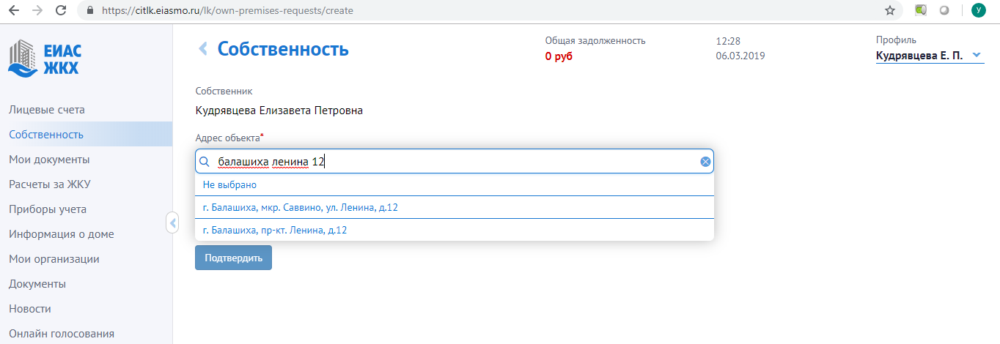 https://citlk.eiasmo.ru/lk/own-premises-requests/create
У
ЕИАС
ЖКХ
Собственность
Общая задолженность
0 руб
12:28
06.03.2019
Профиль
Кудрявцева Е. П.
Лицевые счета
Собственность
Мои документы
Расчеты за ЖКУ
Приборы учета
Информация о доме
Мои организации
Документы
Новости
Онлайн голосования
Собственник
Кудрявцева Елизавета Петровна
Адрес объекта*
балашиха ленина 12
Не выбрано
г. Балашиха, мкр. Саввино, ул. Ленина, д.12
г. Балашиха, пр-кт. Ленина, д.12
Подтвердить